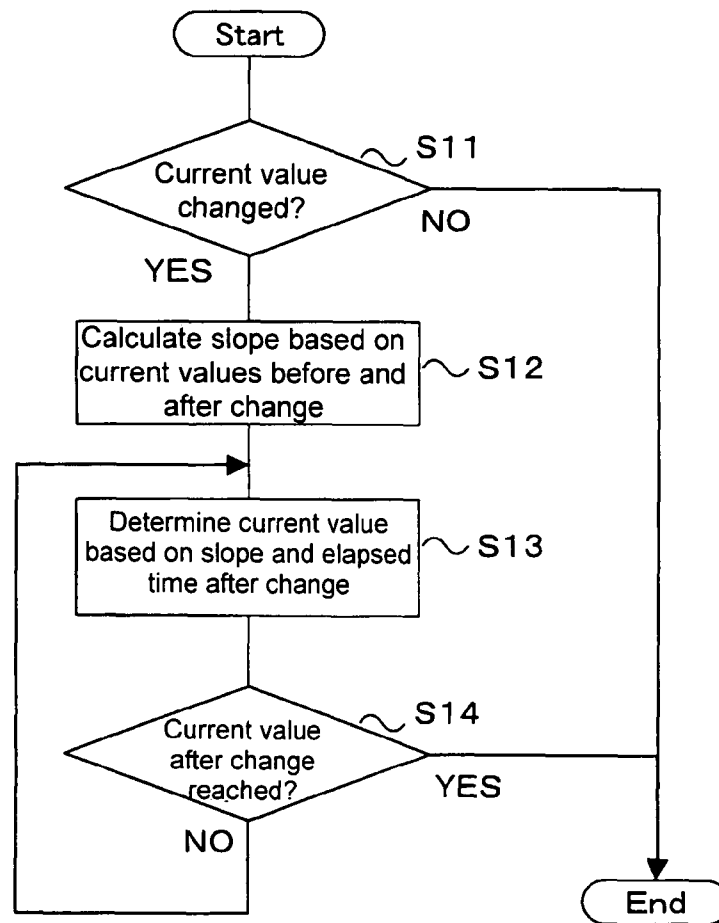 Start
S11
Current value
changed?
NO
YES
Calculate slope based on
current values before and
after change
S12
Determine current value
based on slope and elapsed
time after change
S13
S14
Current value
after change
reached?
YES
NO
End